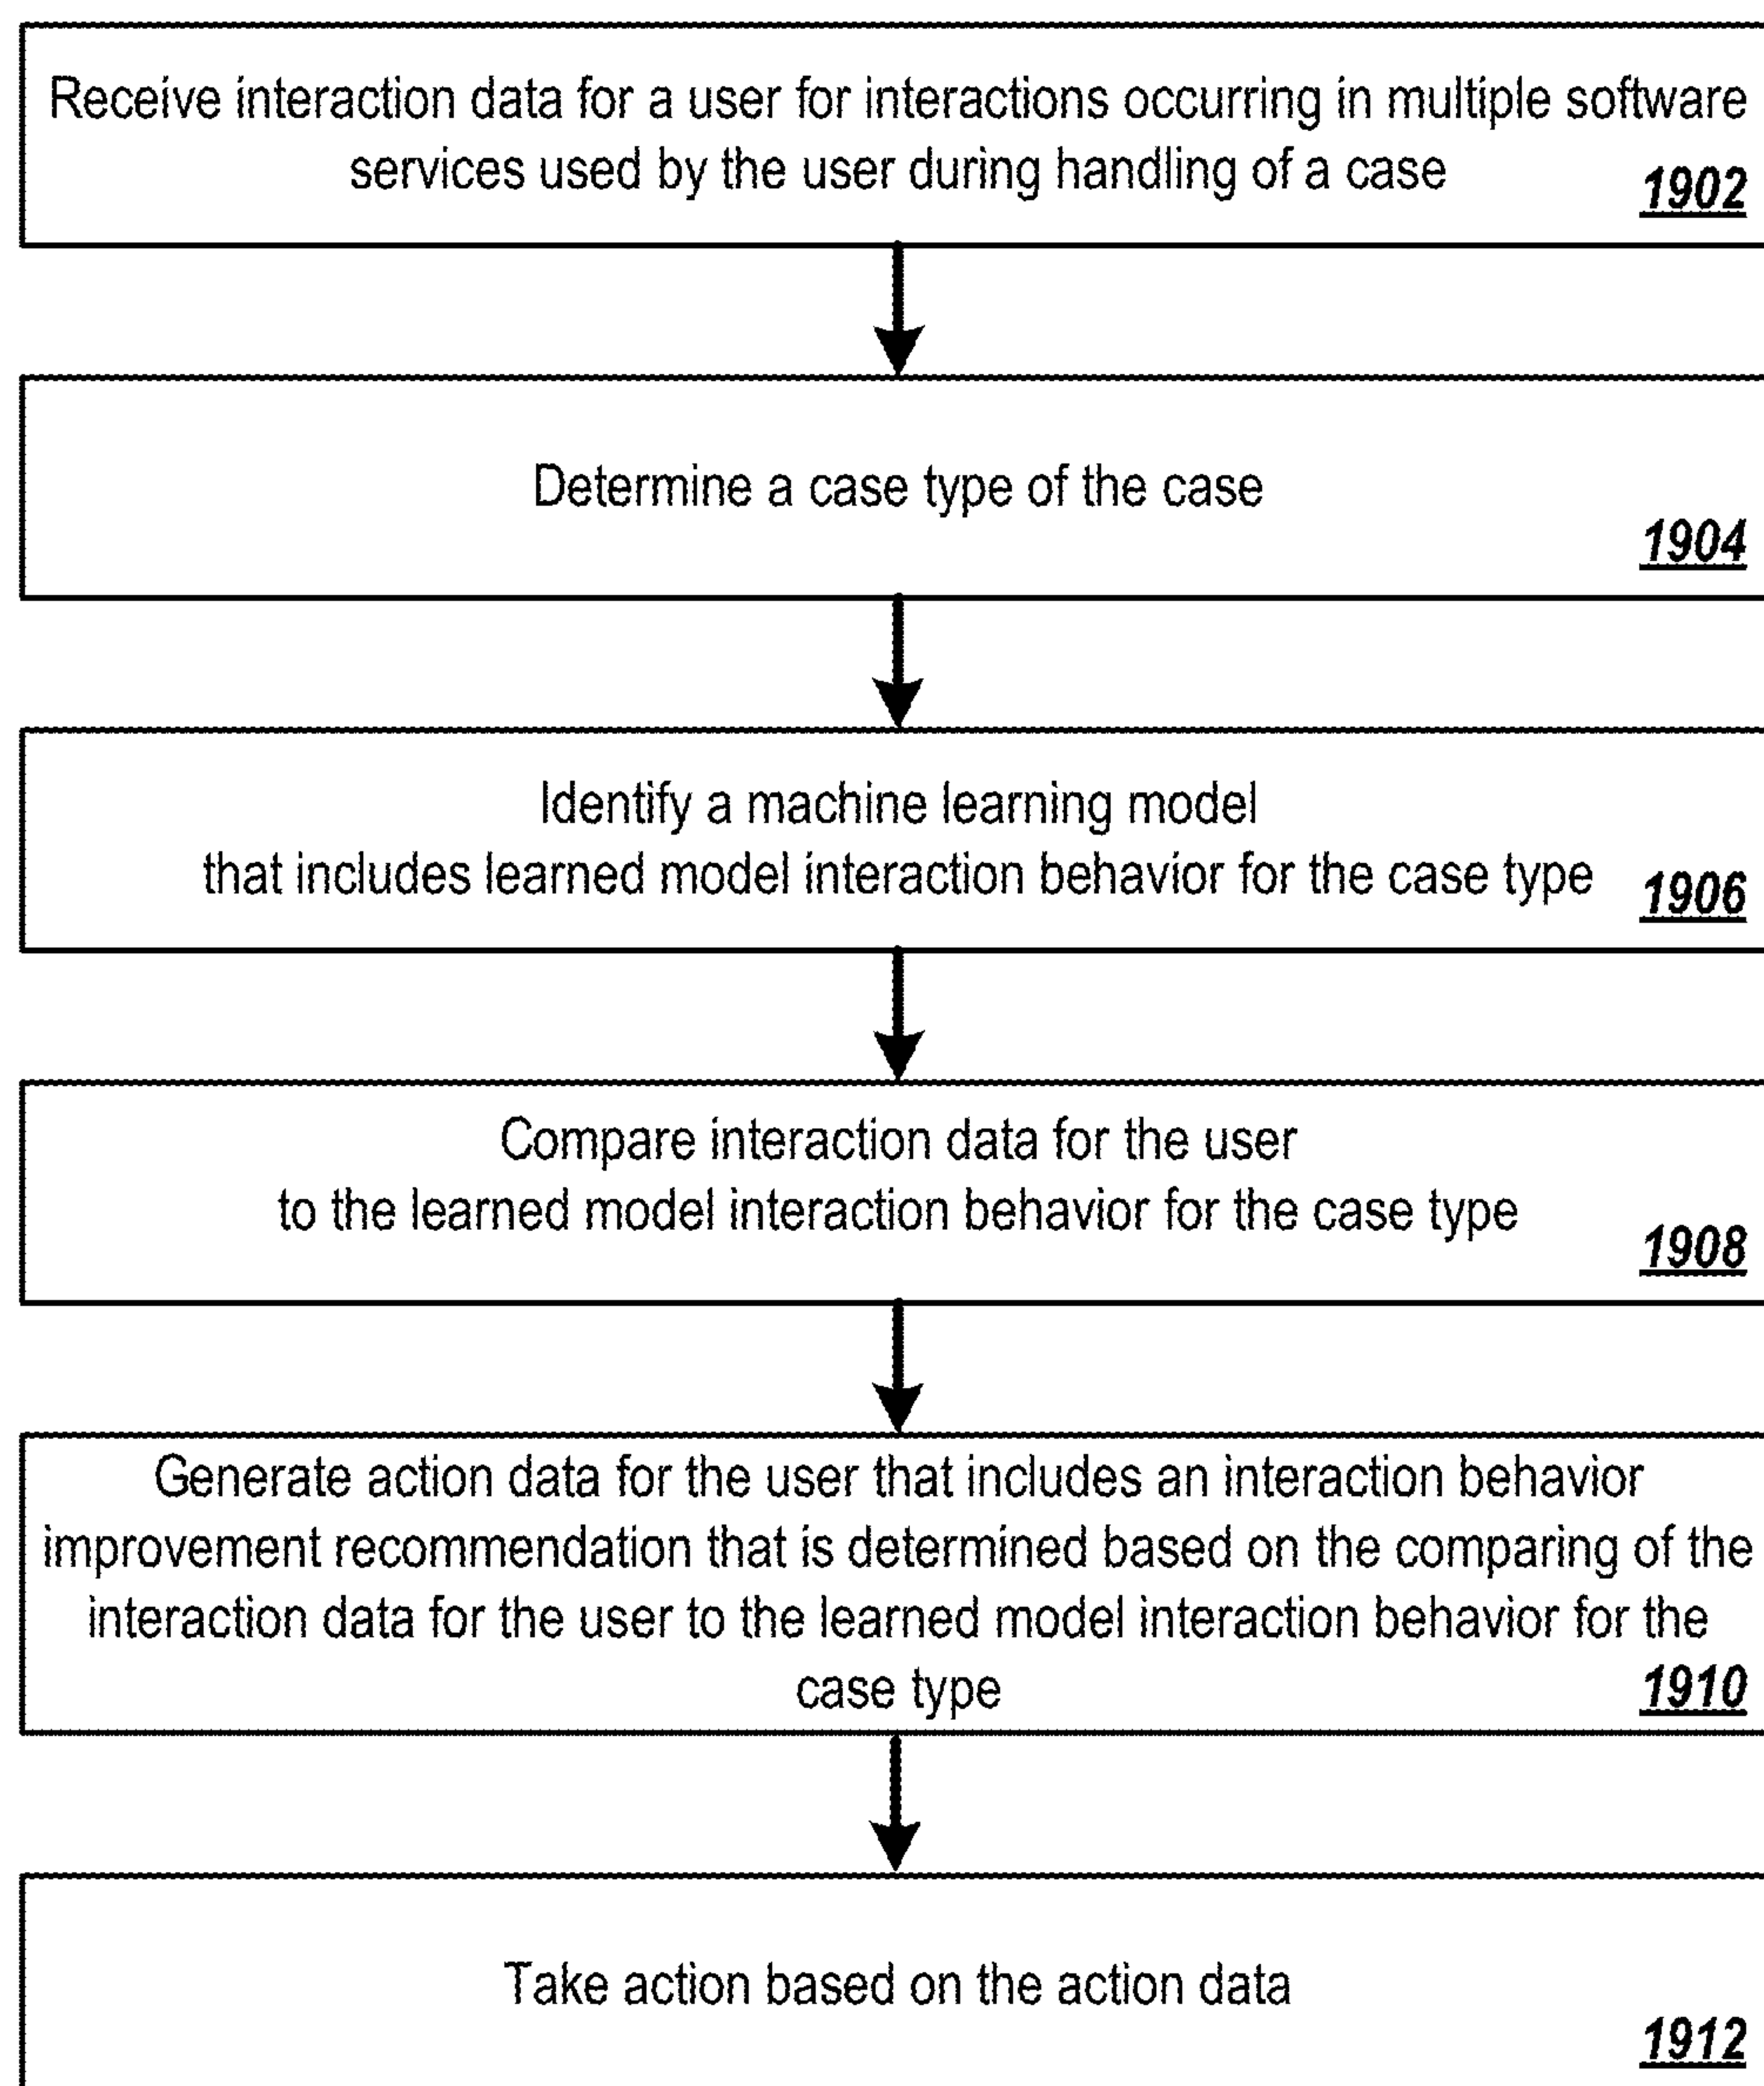 Receive interaction data for a user for interactions occurring in multiple software
services used by the user during handling of a case
1902
Determine a case type of the case
1904
Identify a machine learning model
that includes learned model interaction behavior for the case type
1906
Compare interaction data for the user
to the learned model interaction behavior for the case type
1908
Generate action data for the user that includes an interaction behavior
improvement recommendation that is determined based on the comparing of the
interaction data for the user to the learned model interaction behavior for the
case type
1910
Take action based on the action data
1912